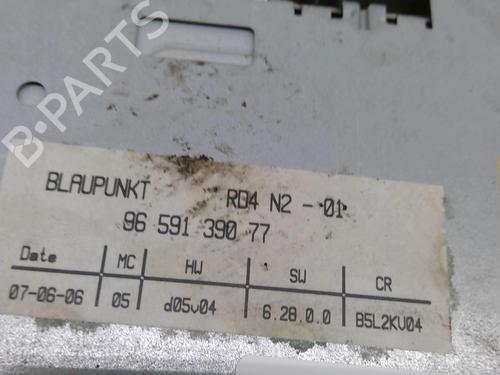 B-PARTS
BLAUPUNKT RD4 N2 - 01
96 591 390 77
Date MC HW SW CR
07-06-06 05 d05v04 6.28.0.0 B5L2KV04